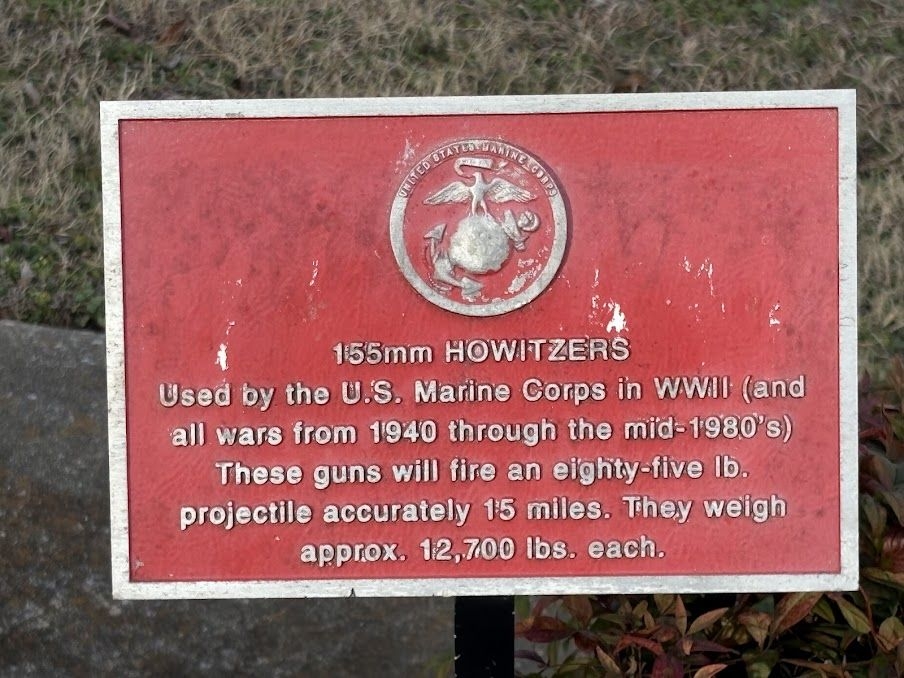 UNITED STATES MARINE CORPS
155mm HOWITZERS
Used by the U.S. Marine Corps in WWII (and
all wars from 1940 through the mid-1980's)
These guns will fire an eighty-five lb.
projectile accurately 15 miles. They weigh
approx. 12,700 lbs. each.